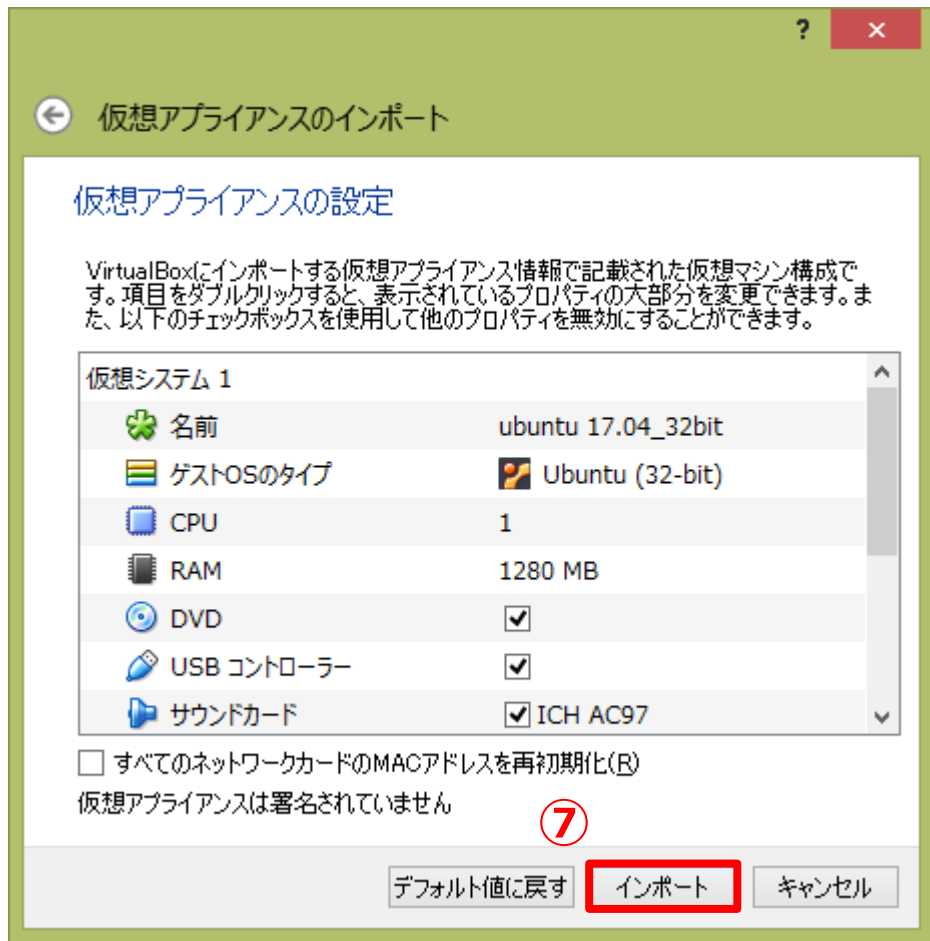 ?
×
仮想アプライアンスのインポート
仮想アプライアンスの設定
VirtualBoxにインポートする仮想アプライアンス情報で記載された仮想マシン構成で
す。項目をダブルクリックすると、表示されているプロパティの大部分を変更できます。ま
た、以下のチェックボックスを使用して他のプロパティを無効にすることができます。
仮想システム 1
名前 ubuntu 17.04_32bit
ゲストOSのタイプ Ubuntu (32-bit)
CPU 1
RAM 1280 MB
DVD
USB コントローラー
サウンドカード ICH AC97
すべてのネットワークカードのMACアドレスを再初期化(R)
仮想アプライアンスは署名されていません
⑦
デフォルト値に戻す インポート キャンセル